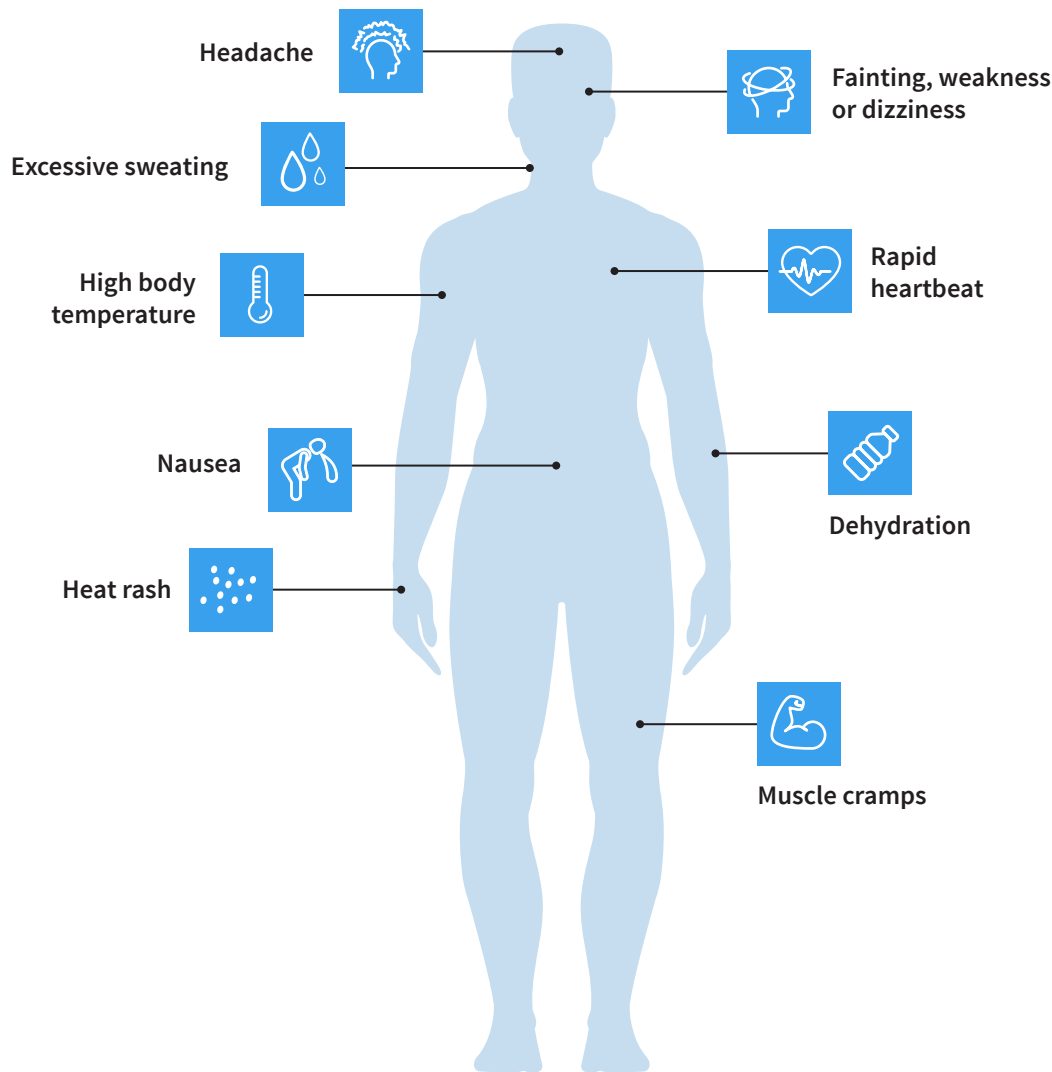 Headache
Fainting, weakness
or dizziness
Excessive sweating
High body
temperature
Rapid
heartbeat
Nausea
Dehydration
Heat rash
Muscle cramps